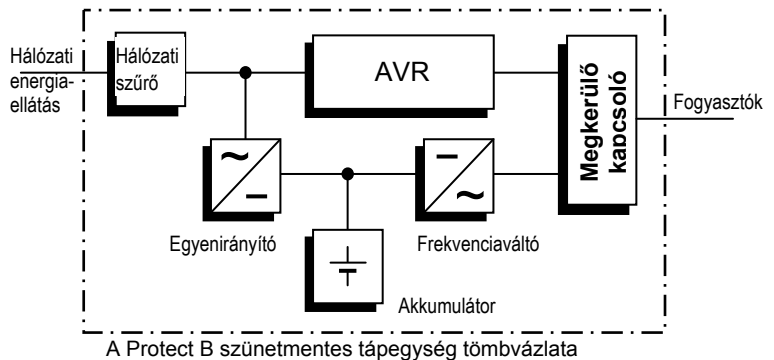 Hálózati
energia-
ellátás
Hálózati
szűrő
AVR
Megkerülő
kapcsoló
Fogyasztók
Egyenirányító
Frekvenciaváltó
Akkumulátor
A Protect B szünetmentes tápegység tömbvázlata